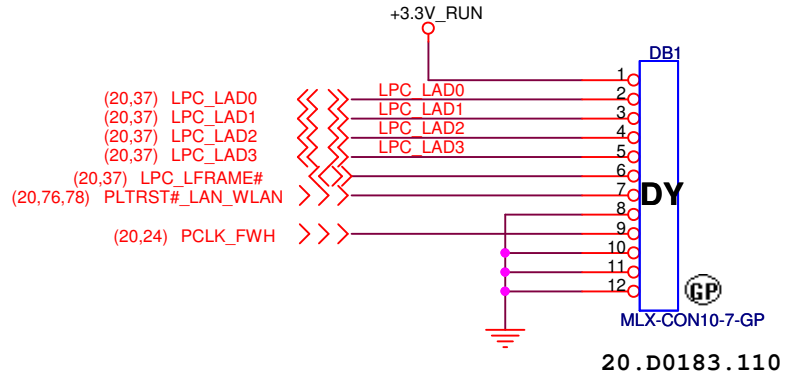 +3.3V_RUN
DB1
1
(20,37) LPC_LAD0 LPC_LAD0 2
(20,37) LPC_LAD1 LPC_LAD1 3
(20,37) LPC_LAD2 LPC_LAD2 4
(20,37) LPC_LAD3 LPC_LAD3 5
(20,37) LPC_LFRAME# 6
(20,76,78) PLTRST#_LAN_WLAN 7 DY
8
(20,24) PCLK_FWH 9
10
11
12 GP
MLX-CON10-7-GP
20.D0183.110